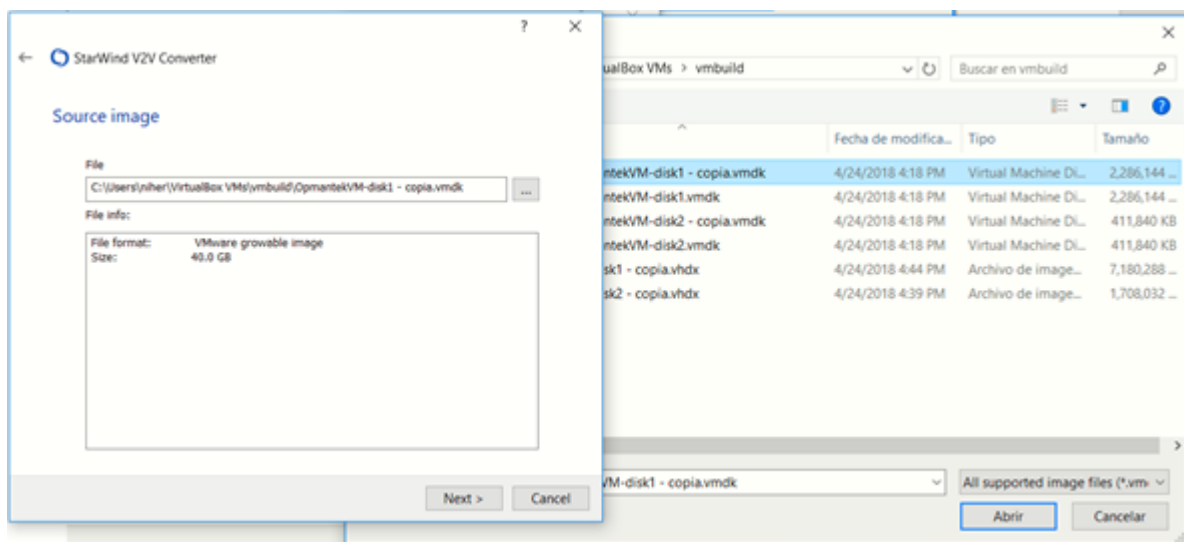 ?
StarWind V2V Converter
Source image
File
C:\Users\niher\VirtualBox VMs\vmbuild\OpmantekVM-disk1 - copia.vmdk
...
File info:
File format: VMware growable image
Size: 40.0 GB
Next >
Cancel
ualBox VMs > vmbuild
Buscar en vmbuild
?
Fecha de modifica... Tipo Tamaño
ntekVM-disk1 - copia.vmdk 4/24/2018 4:18 PM Virtual Machine Di... 2,286,144 ...
ntekVM-disk1.vmdk 4/24/2018 4:18 PM Virtual Machine Di... 2,286,144 ...
ntekVM-disk2 - copia.vmdk 4/24/2018 4:18 PM Virtual Machine Di... 411,840 KB
ntekVM-disk2.vmdk 4/24/2018 4:18 PM Virtual Machine Di... 411,840 KB
sk1 - copia.vhdx 4/24/2018 4:44 PM Archivo de image... 7,180,288 ...
sk2 - copia.vhdx 4/24/2018 4:39 PM Archivo de image... 1,708,032 ...
VM-disk1 - copia.vmdk
All supported image files (*.vm
Abrir
Cancelar